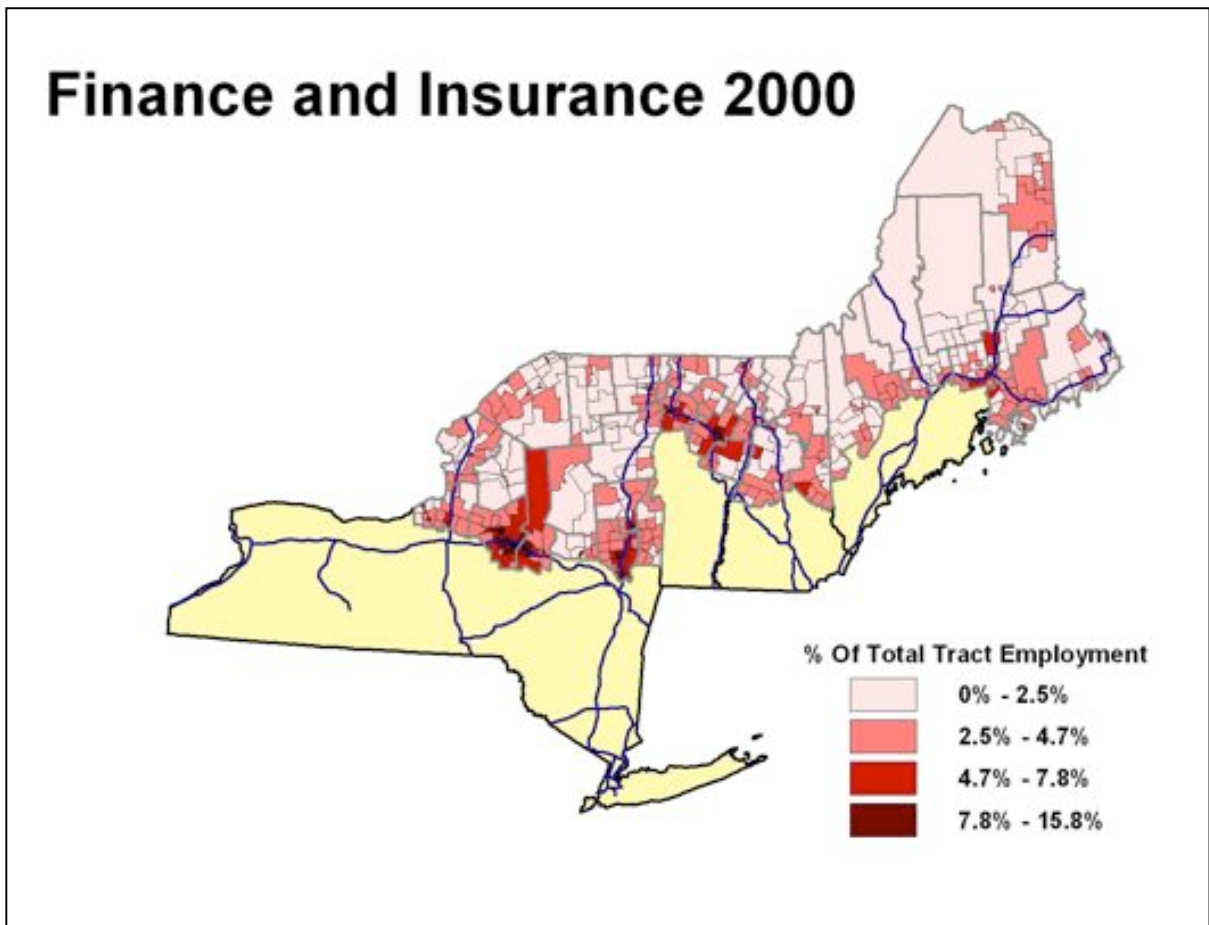 Finance and Insurance 2000
% Of Total Tract Employment
0% - 2.5%
2.5% - 4.7%
4.7% - 7.8%
7.8% - 15.8%